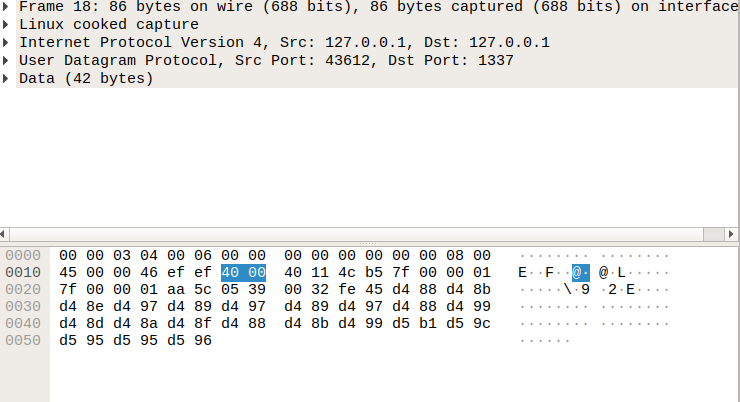 Frame 18: 86 bytes on wire (688 bits), 86 bytes captured (688 bits) on interface
Linux cooked capture
Internet Protocol Version 4, Src: 127.0.0.1, Dst: 127.0.0.1
User Datagram Protocol, Src Port: 43612, Dst Port: 1337
Data (42 bytes)
0000 00 00 03 04 00 06 00 00 00 00 00 00 00 00 08 00 ········ ········
0010 45 00 00 46 ef ef 40 00 40 11 4c b5 7f 00 00 01 E··F··@· @·L·····
0020 7f 00 00 01 aa 5c 05 39 00 32 fe 45 d4 88 d4 8b ·····\·9 ·2·E····
0030 d4 8e d4 97 d4 89 d4 97 d4 89 d4 97 d4 88 d4 99 ········ ········
0040 d4 8d d4 8a d4 8f d4 88 d4 8b d4 99 d5 b1 d5 9c ········ ········
0050 d5 95 d5 95 d5 96 ······